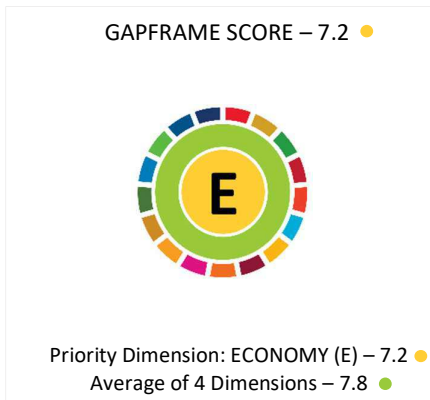 GAPFRAME SCORE – 7.2
E
Priority Dimension: ECONOMY (E) – 7.2
Average of 4 Dimensions – 7.8